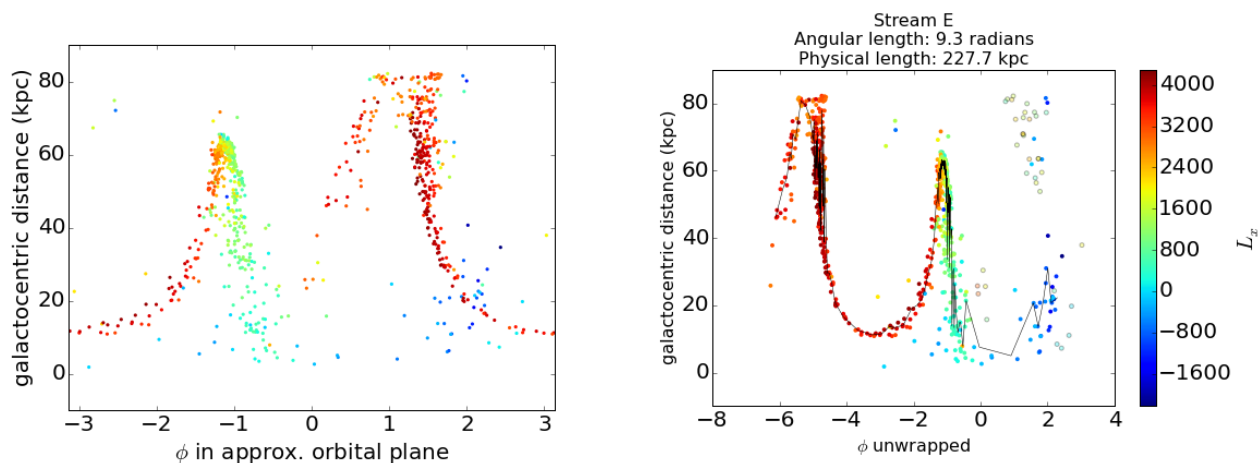 galactocentric distance (kpc)
80
60
40
20
0
−3 −2 −1 0 1 2 3
ϕ in approx. orbital plane
Stream E
Angular length: 9.3 radians
Physical length: 227.7 kpc
galactocentric distance (kpc)
80
60
40
20
0
−8 −6 −4 −2 0 2 4
ϕ unwrapped
4000
3200
2400
1600
800
0
−800
−1600
L_x